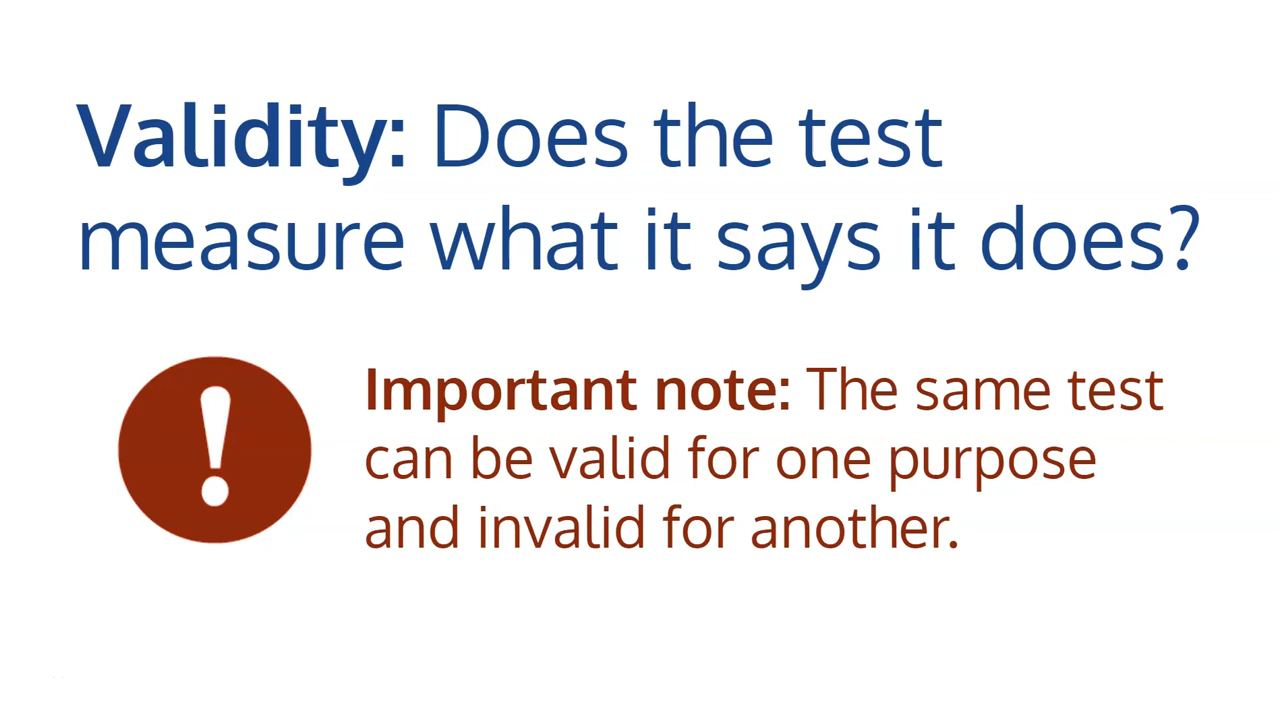 Validity: Does the test
measure what it says it does?
Important note: The same test
can be valid for one purpose
and invalid for another.